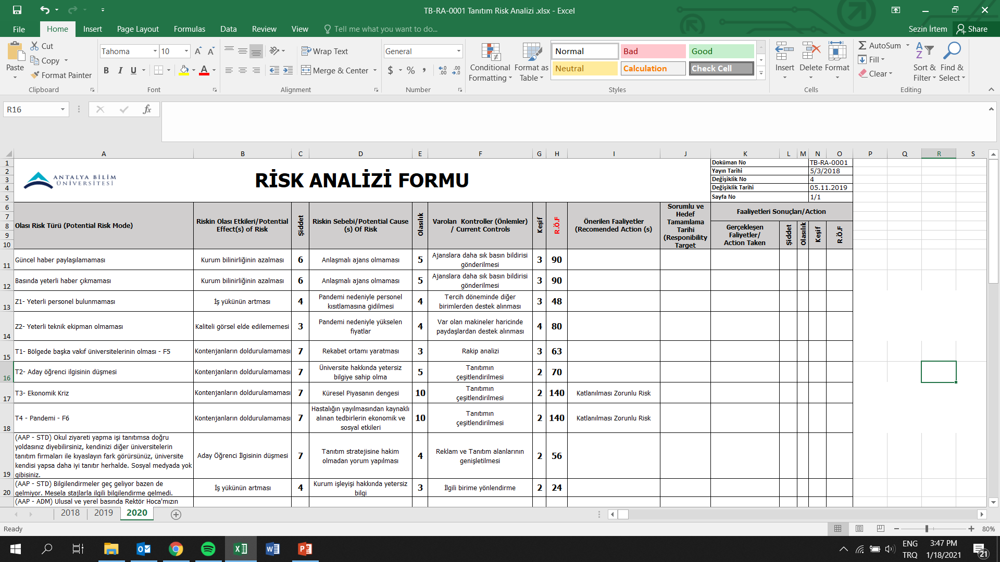 TB-RA-0001 Tanıtım Risk Analizi .xlsx - Excel
File Home Insert Page Layout Formulas Data Review View Tell me what you want to do...
Sezin İrtem Share
Paste
Cut
Copy
Format Painter
Clipboard
Tahoma 10
B I U
Font
Wrap Text
Merge & Center
Alignment
General
$ % ,
Number
Conditional Formatting
Format as Table
Normal Bad Good
Neutral Calculation Check Cell
Styles
Insert Delete Format
Cells
AutoSum
Fill
Clear
Sort & Filter
Find & Select
Editing
R16
fx
A B C D E F G H I J K L M N O P Q R S
ANTALYA BİLİM
ÜNİVERSİTESİ
RİSK ANALİZİ FORMU
1 Doküman No TB-RA-0001
2 Yayın Tarihi 5/3/2018
3 Değişiklik No 4
4 Değişiklik Tarihi 05.11.2019
5 Sayfa No 1/1
6
7
8
9
10
Olası Risk Türü (Potential Risk Mode)
Riskin Olası Etkileri/Potential
Effect(s) of Risk
Şiddet
Riskin Sebebi/Potential Cause
(s) Of Risk
Olasılık
Varolan Kontroller (Önlemler)
/ Current Controls
Keşif
R.Ö.F
Önerilen Faaliyetler
(Recomended Action (s)
Sorumlu ve
Hedef
Tamamlama
Tarihi
(Responibility
Target
Faaliyetleri Sonuçları/Action
Gerçekleşen
Faliyetler/
Action Taken
Şiddet
Olasılık
Keşif
R.Ö.F
11 Güncel haber paylaşılamaması
Kurum bilinirliğinin azalması
6
Anlaşmalı ajans olmaması
5
Ajanslara daha sık basın bildirisi
gönderilmesi
3 90
12 Basında yeterli haber çıkmaması
Kurum bilinirliğinin azalması
6
Anlaşmalı ajans olmaması
5
Ajanslara daha sık basın bildirisi
gönderilmesi
3 90
13 Z1- Yeterli personel bulunmaması
İş yükünün artması
4
Pandemi nedeniyle personel
kısıtlamasına gidilmesi
4
Tercih döneminde diğer
birimlerden destek alınması
3 48
14 Z2- Yeterli teknik ekipman olmaması
Kaliteli görsel elde edilememesi
3
Pandemi nedeniyle yükselen
fiyatlar
4
Var olan makineler haricinde
paydaşlardan destek alınması
4 80
15 T1- Bölgede başka vakıf üniversitelerinin olması - F5
Kontenjanların doldurulamaması
7
Rekabet ortamı yaratması
3
Rakip analizi
3 63
16 T2- Aday öğrenci ilgisinin düşmesi
Kontenjanların doldurulamaması
7
Üniversite hakkında yetersiz
bilgiye sahip olma
5
Tanıtımın
çeşitlendirilmesi
2 70
17 T3- Ekonomik Kriz
Kontenjanların doldurulamaması
7
Küresel Piyasanın dengesi
10
Tanıtımın
çeşitlendirilmesi
2 140
Katlanılması Zorunlu Risk
18 T4 - Pandemi - F6
Kontenjanların doldurulamaması
7
Hastalığın yayılmasından kaynaklı
alınan tedbirlerin ekonomik ve
sosyal etkileri
10
Tanıtımın
çeşitlendirilmesi
2 140
Katlanılması Zorunlu Risk
19 (AAP - STD) Okul ziyareti yapma işi tanıtımsa doğru
yoldasınız diyebilirsiniz, kendinizi diğer üniversitelerin
tanıtım firmaları ile kıyaslayın fark görürsünüz, üniversite
kendisi yapsa daha iyi tanıtır herhalde. Sosyal medyada yok
gibisiniz.
Aday Öğrenci İlgisinin düşmesi
7
Tanıtım stratejisine hakim
olmadan yorum yapılması
4
Reklam ve Tanıtım alanlarının
genişletilmesi
2 56
20 (AAP - STD) Bilgilendirmeler geç geliyor bazen de
gelmiyor. Mesela stajlarla ilgili bilgilendirme gelmedi.
İş yükünün artması
4
Kurum işleyişi hakkında yetersiz
bilgi
3
İlgili birime yönlendirme
2 24
(AAP - ADM) Ulusal ve yerel basında Rektör Hoca'mızın
2018 2019 2020
Ready
80%
ENG
TRQ
3:47 PM
1/18/2021
21